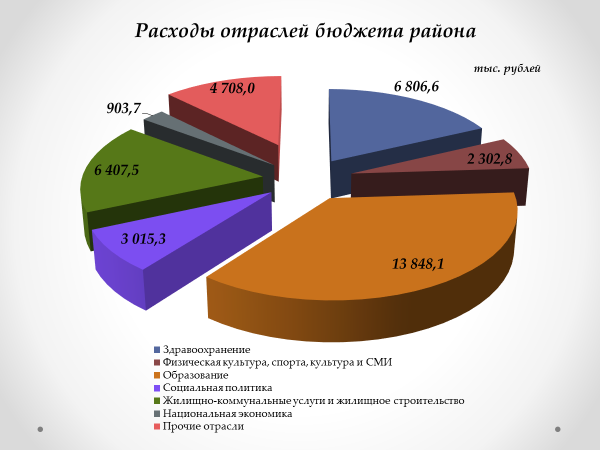 Расходы отраслей бюджета района
тыс. рублей
4 708,0
6 806,6
903,7
2 302,8
6 407,5
3 015,3
13 848,1
Здравоохранение
Физическая культура, спорта, культура и СМИ
Образование
Социальная политика
Жилищно-коммунальные услуги и жилищное строительство
Национальная экономика
Прочие отрасли